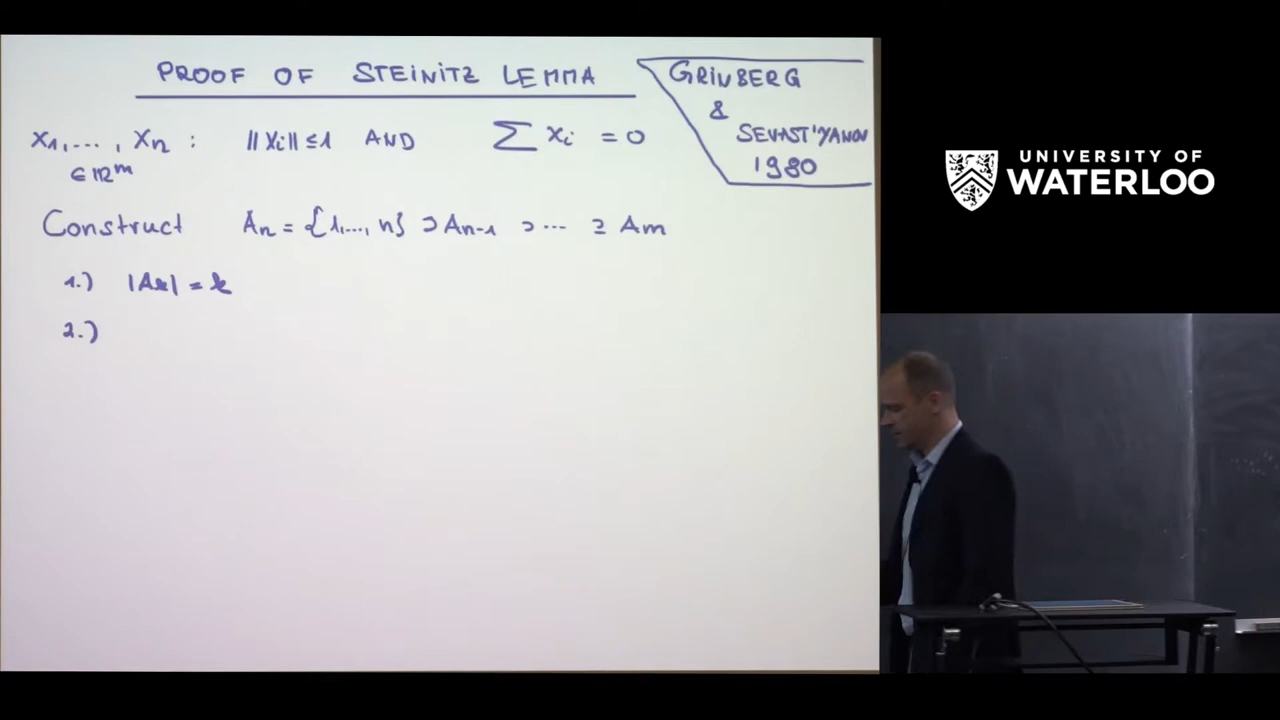 PROOF OF STEINITZ LEMMA
GRINBERG
&
SEVAST'YANOV
1980
x₁,..., xₙ : ‖xᵢ‖ ≤ 1 AND ∑ xᵢ = 0
∈ ℝᵐ
Construct Aₙ = {1,..., n} ⊃ Aₙ₋₁ ⊃ ... ⊇ Aₘ
1.) |Aₖ| = k
2.)
UNIVERSITY OF
WATERLOO